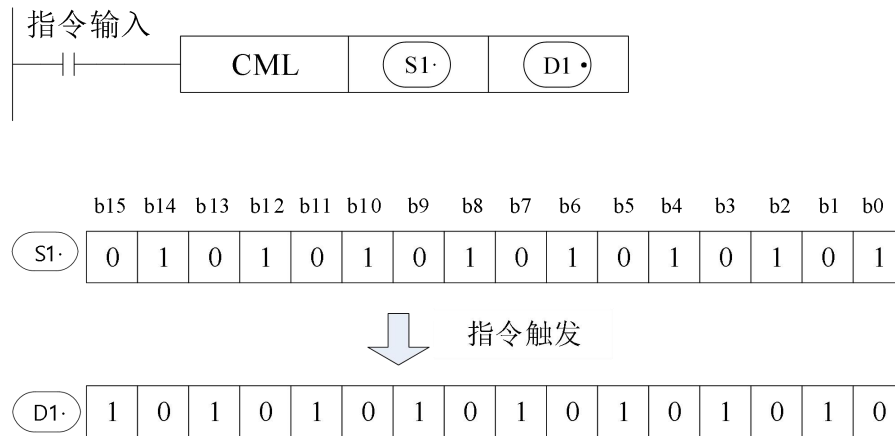 指令输入
CML S1· D1·
b15 b14 b13 b12 b11 b10 b9 b8 b7 b6 b5 b4 b3 b2 b1 b0
S1· 0 1 0 1 0 1 0 1 0 1 0 1 0 1 0 1
指令触发
D1· 1 0 1 0 1 0 1 0 1 0 1 0 1 0 1 0